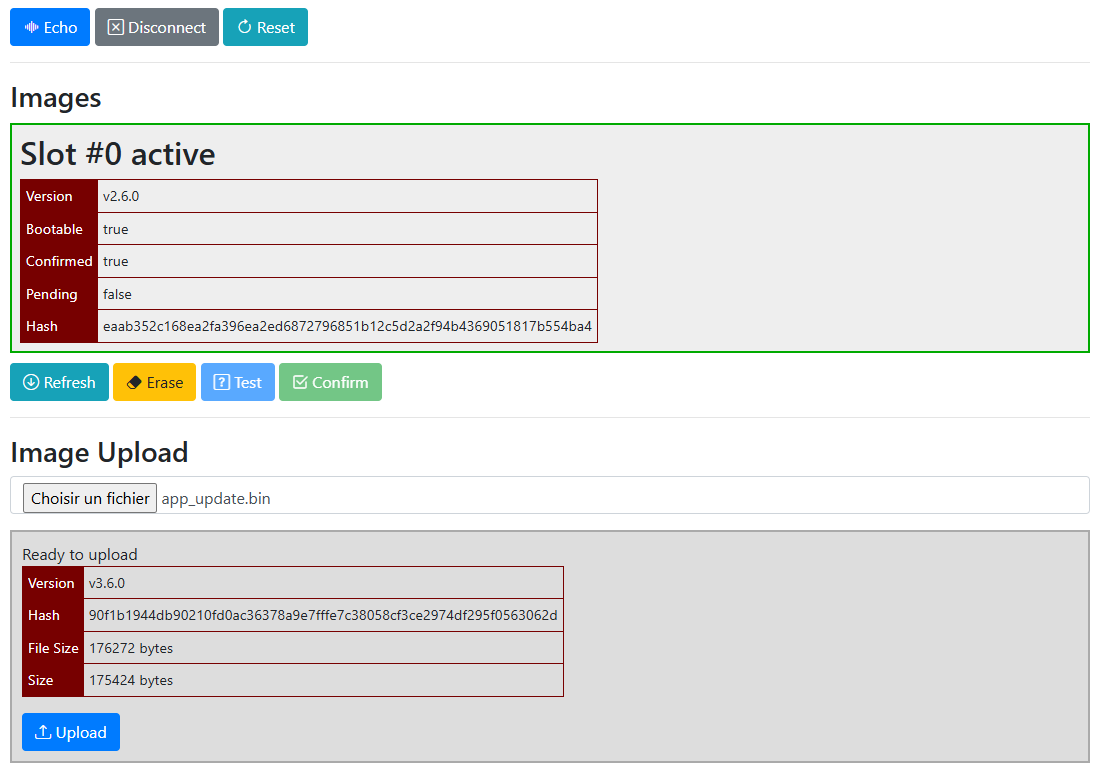 Echo Disconnect Reset
Images
Slot #0 active
Version v2.6.0
Bootable true
Confirmed true
Pending false
Hash eaab352c168ea2fa396ea2ed6872796851b12c5d2a2f94b4369051817b554ba4
Refresh Erase Test Confirm
Image Upload
Choisir un fichier app_update.bin
Ready to upload
Version v3.6.0
Hash 90f1b1944db90210fd0ac36378a9e7fffe7c38058cf3ce2974df295f0563062d
File Size 176272 bytes
Size 175424 bytes
Upload